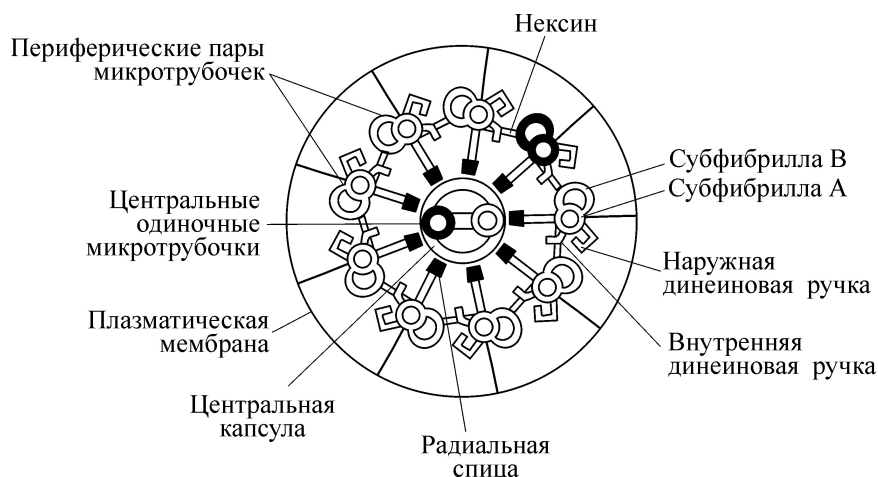 Нексин
Периферические пары
микротрубочек
Субфибрилла В
Субфибрилла А
Центральные
одиночные
микротрубочки
Наружная
динеиновая ручка
Плазматическая
мембрана
Внутренняя
динеиновая ручка
Центральная
капсула
Радиальная
спица